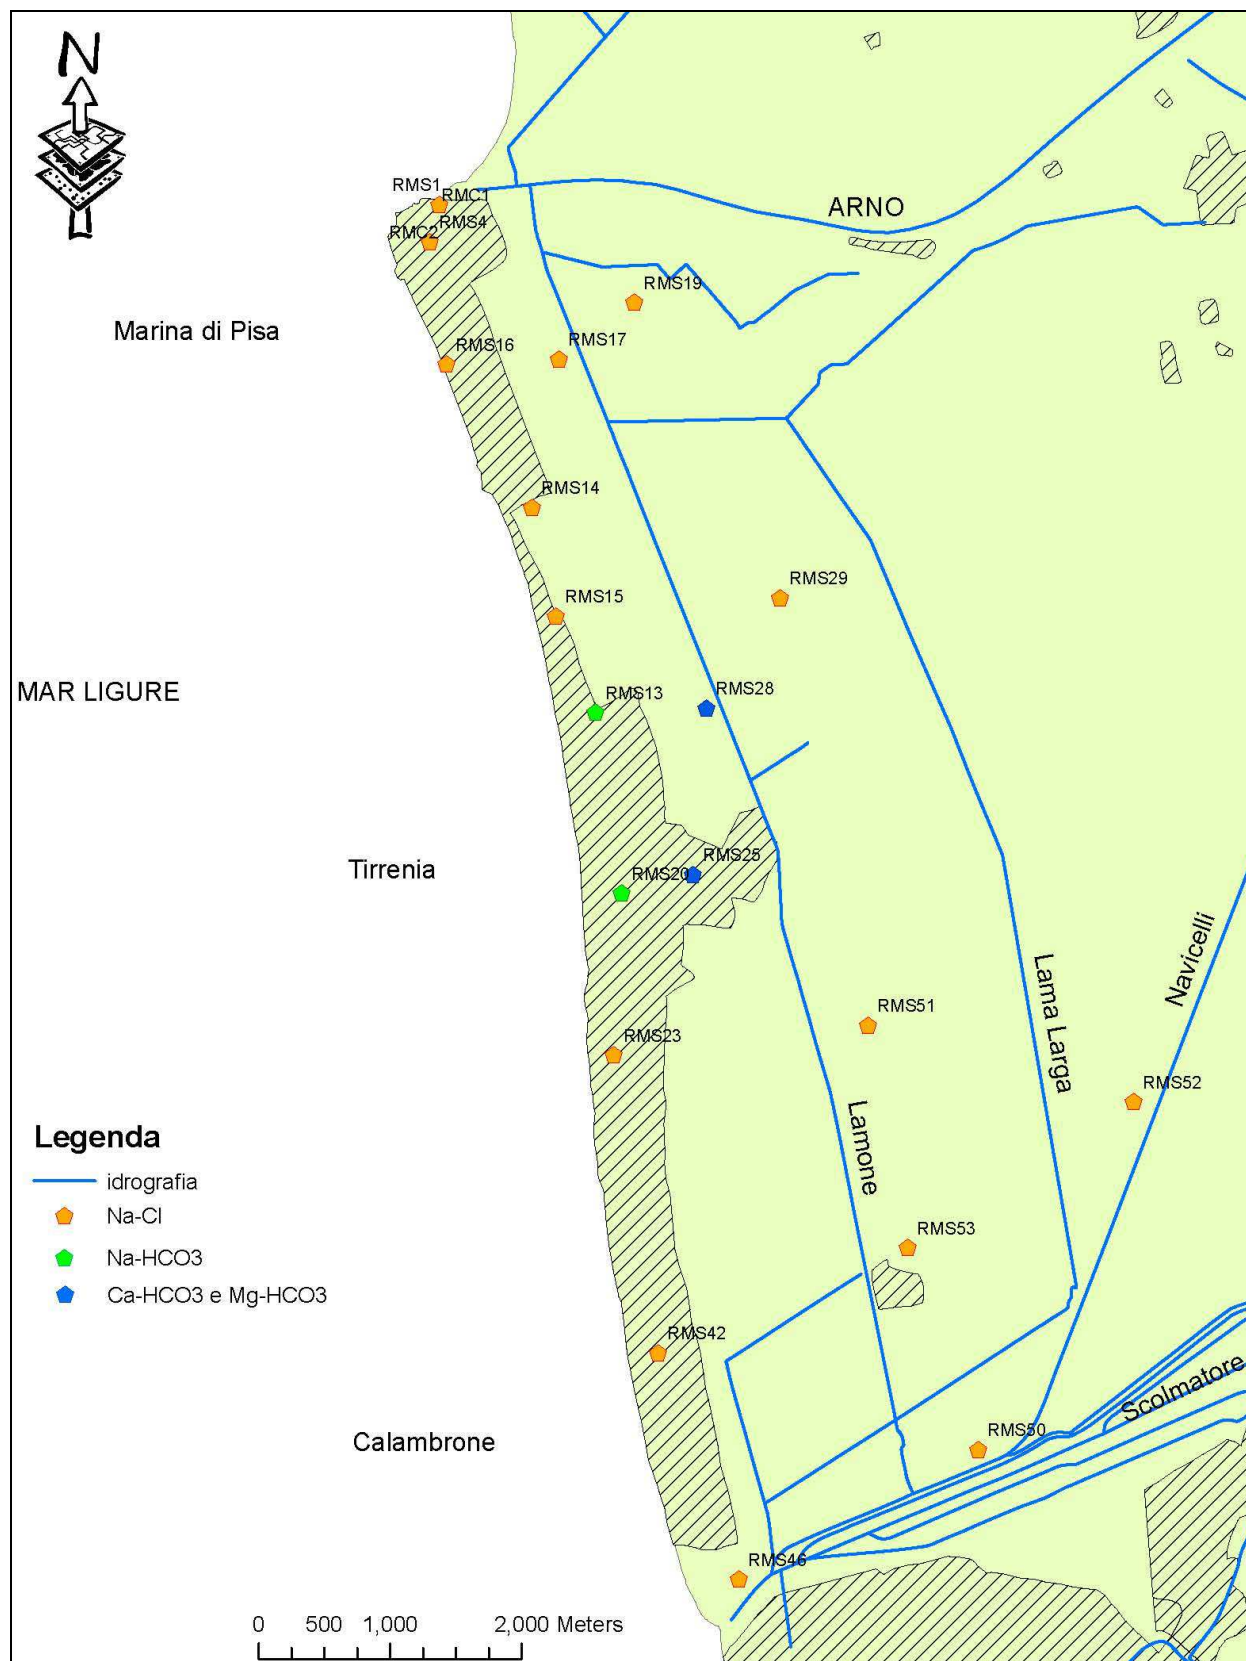 N
RMS1
RMC1
RMS4
RMC2
ARNO
RMS19
Marina di Pisa
RMS17
RMS16
RMS14
RMS29
RMS15
MAR LIGURE
RMS13
RMS28
Tirrenia
RMS25
RMS20
Navicelli
RMS51
Lama Larga
RMS23
RMS52
Lamone
Legenda
idrografia
Na-Cl
RMS53
Na-HCO3
Ca-HCO3 e Mg-HCO3
RMS42
Scolmatore
Calambrone
RMS50
RMS46
0 500 1,000 2,000 Meters